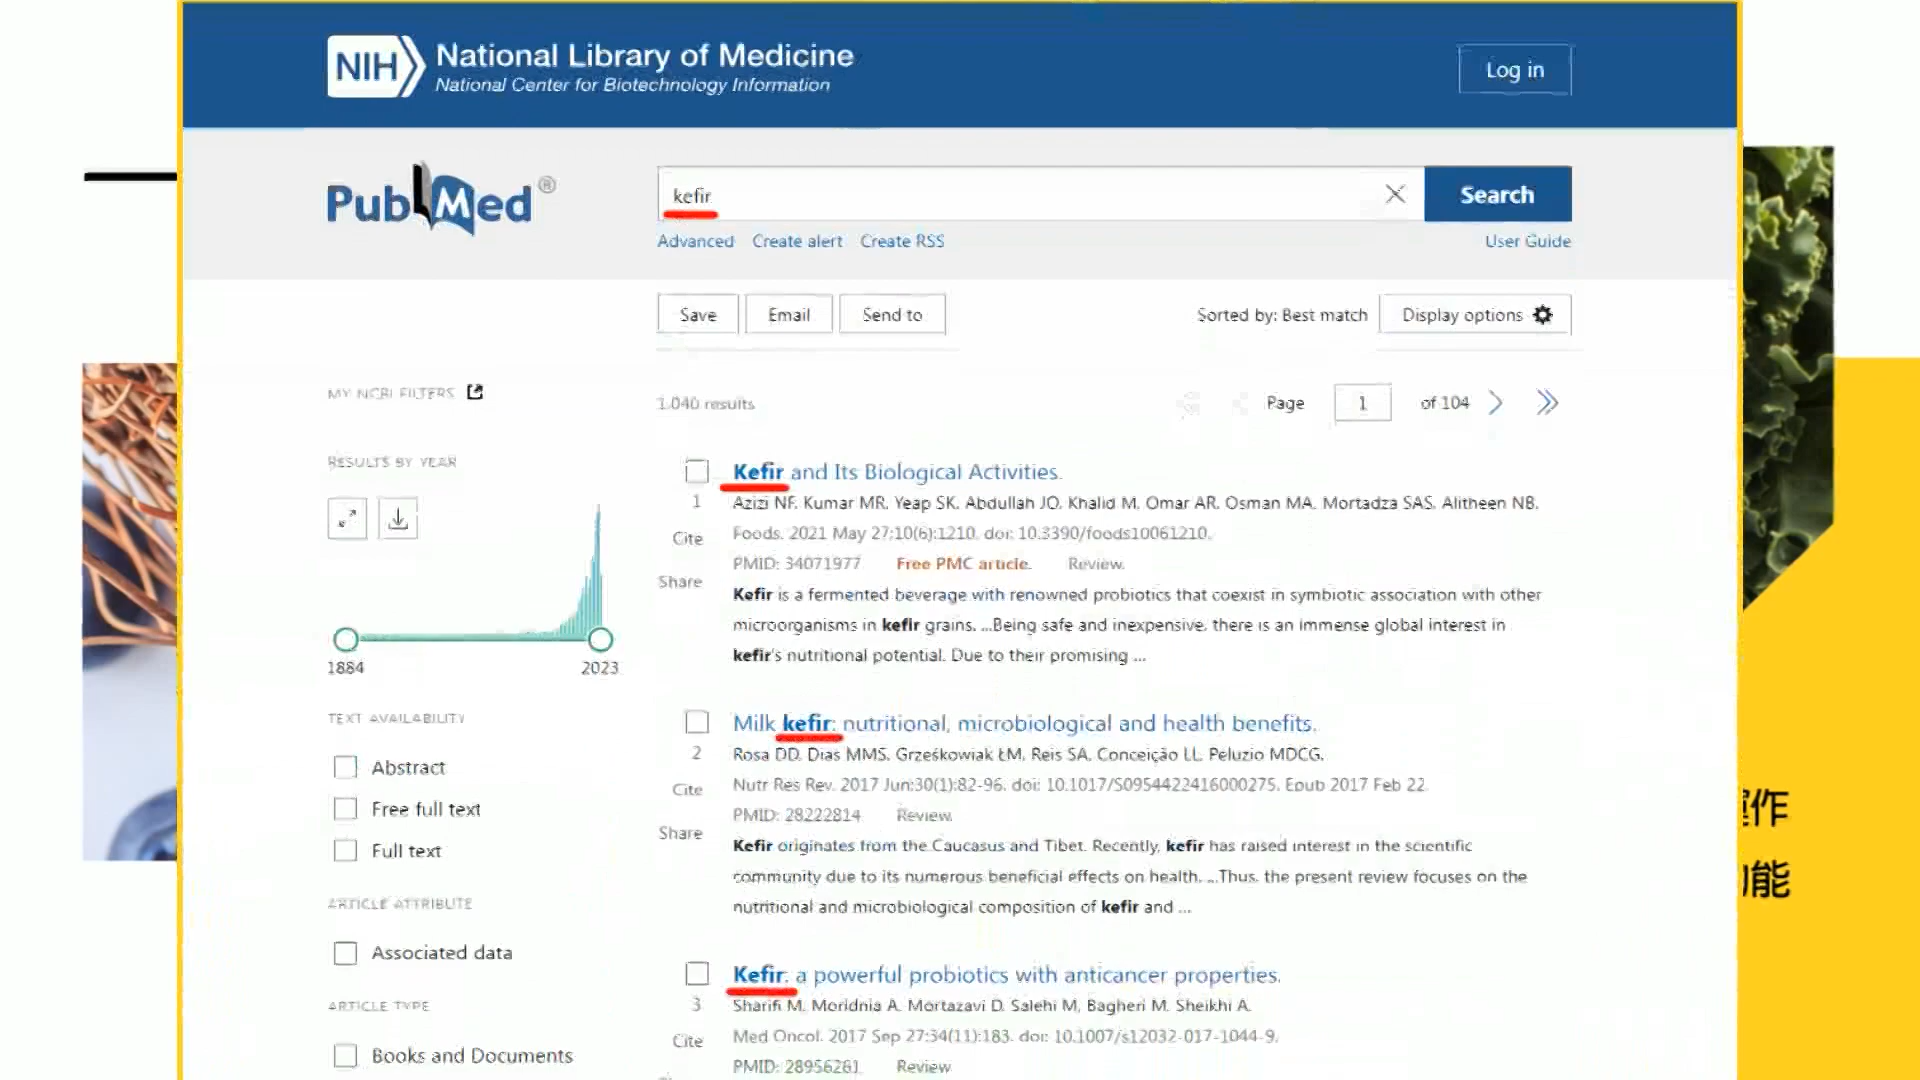 NIH National Library of Medicine
National Center for Biotechnology Information
Log in
PubMed®
kefir
Search
Advanced Create alert Create RSS
User Guide
Save Email Send to
Sorted by: Best match
Display options
MY NCBI FILTERS
1,040 results
Page 1 of 104
RESULTS BY YEAR
1884 2023
TEXT AVAILABILITY
Abstract
Free full text
Full text
ARTICLE ATTRIBUTE
Associated data
ARTICLE TYPE
Books and Documents
Kefir and Its Biological Activities.
1
Cite
Share
Azizi NF, Kumar MR, Yeap SK, Abdullah JO, Khalid M, Omar AR, Osman MA, Mortadza SAS, Alitheen NB.
Foods. 2021 May 27;10(6):1210. doi: 10.3390/foods10061210.
PMID: 34071977 Free PMC article. Review.
Kefir is a fermented beverage with renowned probiotics that coexist in symbiotic association with other
microorganisms in kefir grains. ...Being safe and inexpensive, there is an immense global interest in
kefir's nutritional potential. Due to their promising ...
Milk kefir: nutritional, microbiological and health benefits.
2
Cite
Share
Rosa DD, Dias MMS, Grześkowiak ŁM, Reis SA, Conceição LL, Peluzio MDCG.
Nutr Res Rev. 2017 Jun;30(1):82-96. doi: 10.1017/S0954422416000275. Epub 2017 Feb 22.
PMID: 28222814 Review.
Kefir originates from the Caucasus and Tibet. Recently, kefir has raised interest in the scientific
community due to its numerous beneficial effects on health. ...Thus, the present review focuses on the
nutritional and microbiological composition of kefir and ...
Kefir: a powerful probiotics with anticancer properties.
3
Cite
Sharifi M, Moridnia A, Mortazavi D, Salehi M, Bagheri M, Sheikhi A.
Med Oncol. 2017 Sep 27;34(11):183. doi: 10.1007/s12032-017-1044-9.
PMID: 28956261 Review.
作
能